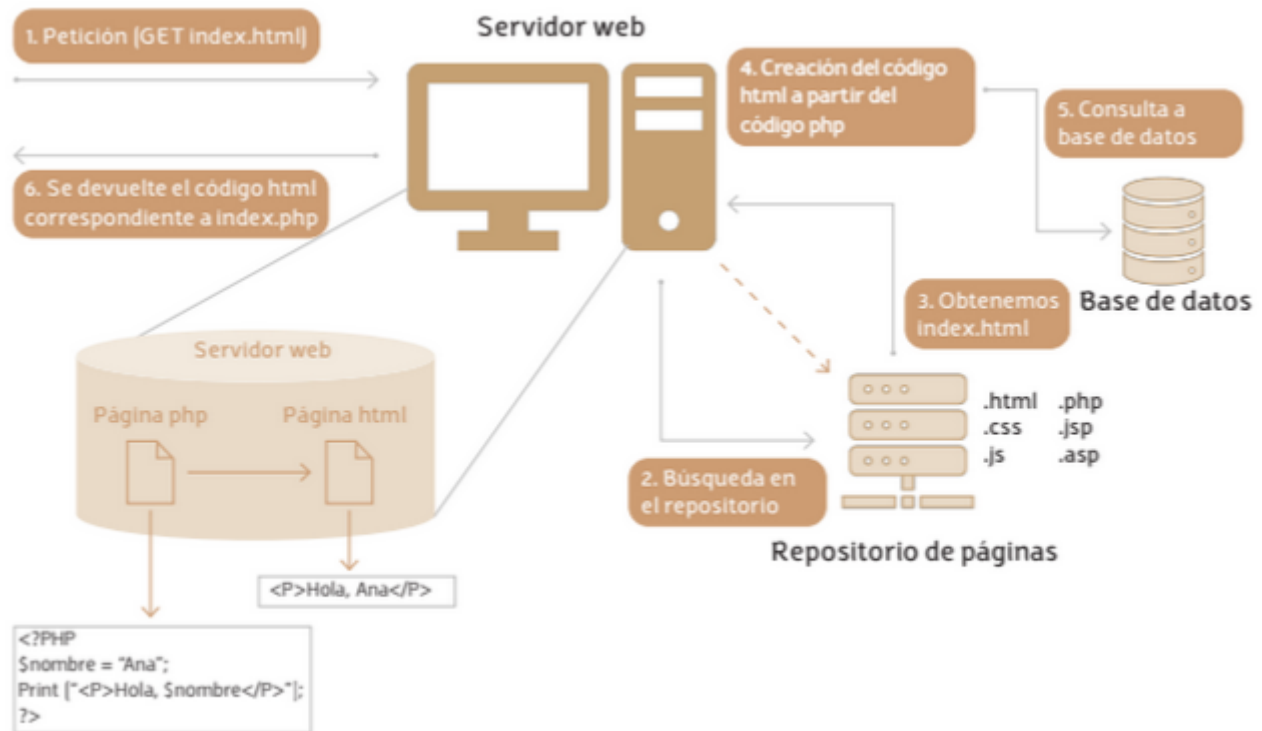 1. Petición (GET index.html)
Servidor web
4. Creación del código
html a partir del
código php
5. Consulta a
base de datos
6. Se devuelte el código html
correspondiente a index.php
Base de datos
3. Obtenemos
index.html
Servidor web
Página php
Página html
.html
.php
.css
.jsp
.js
.asp
2. Búsqueda en
el repositorio
Repositorio de páginas
<P>Hola, Ana</P>
<?PHP
$nombre = "Ana";
Print ("<P>Hola, $nombre</P>");
?>